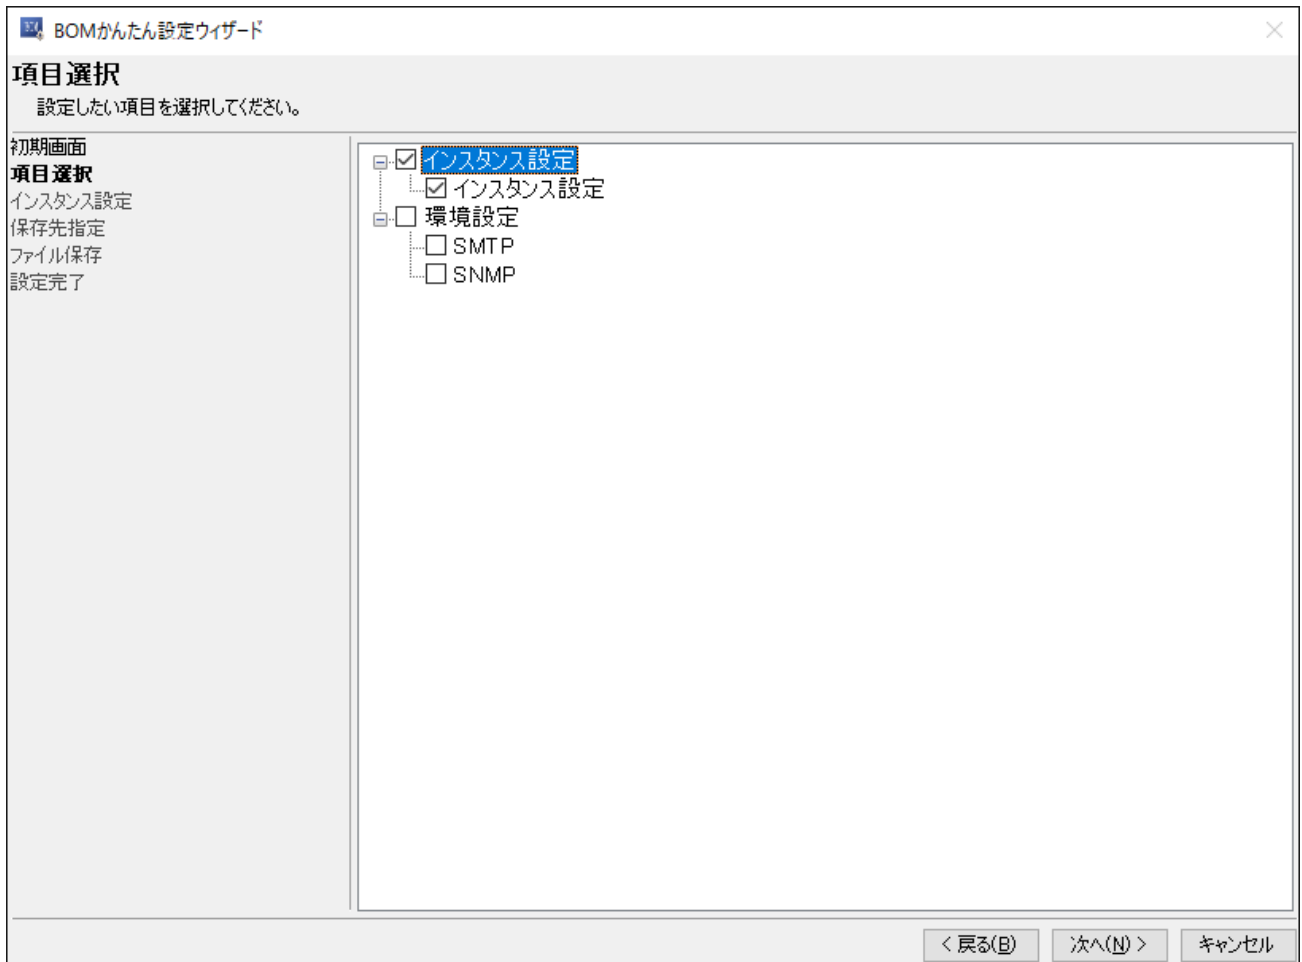 BOMかんたん設定ウィザード
項目選択
設定したい項目を選択してください。
初期画面
項目選択
インスタンス設定
保存先指定
ファイル保存
設定完了
インスタンス設定
インスタンス設定
環境設定
SMTP
SNMP
< 戻る(B)
次へ(N) >
キャンセル